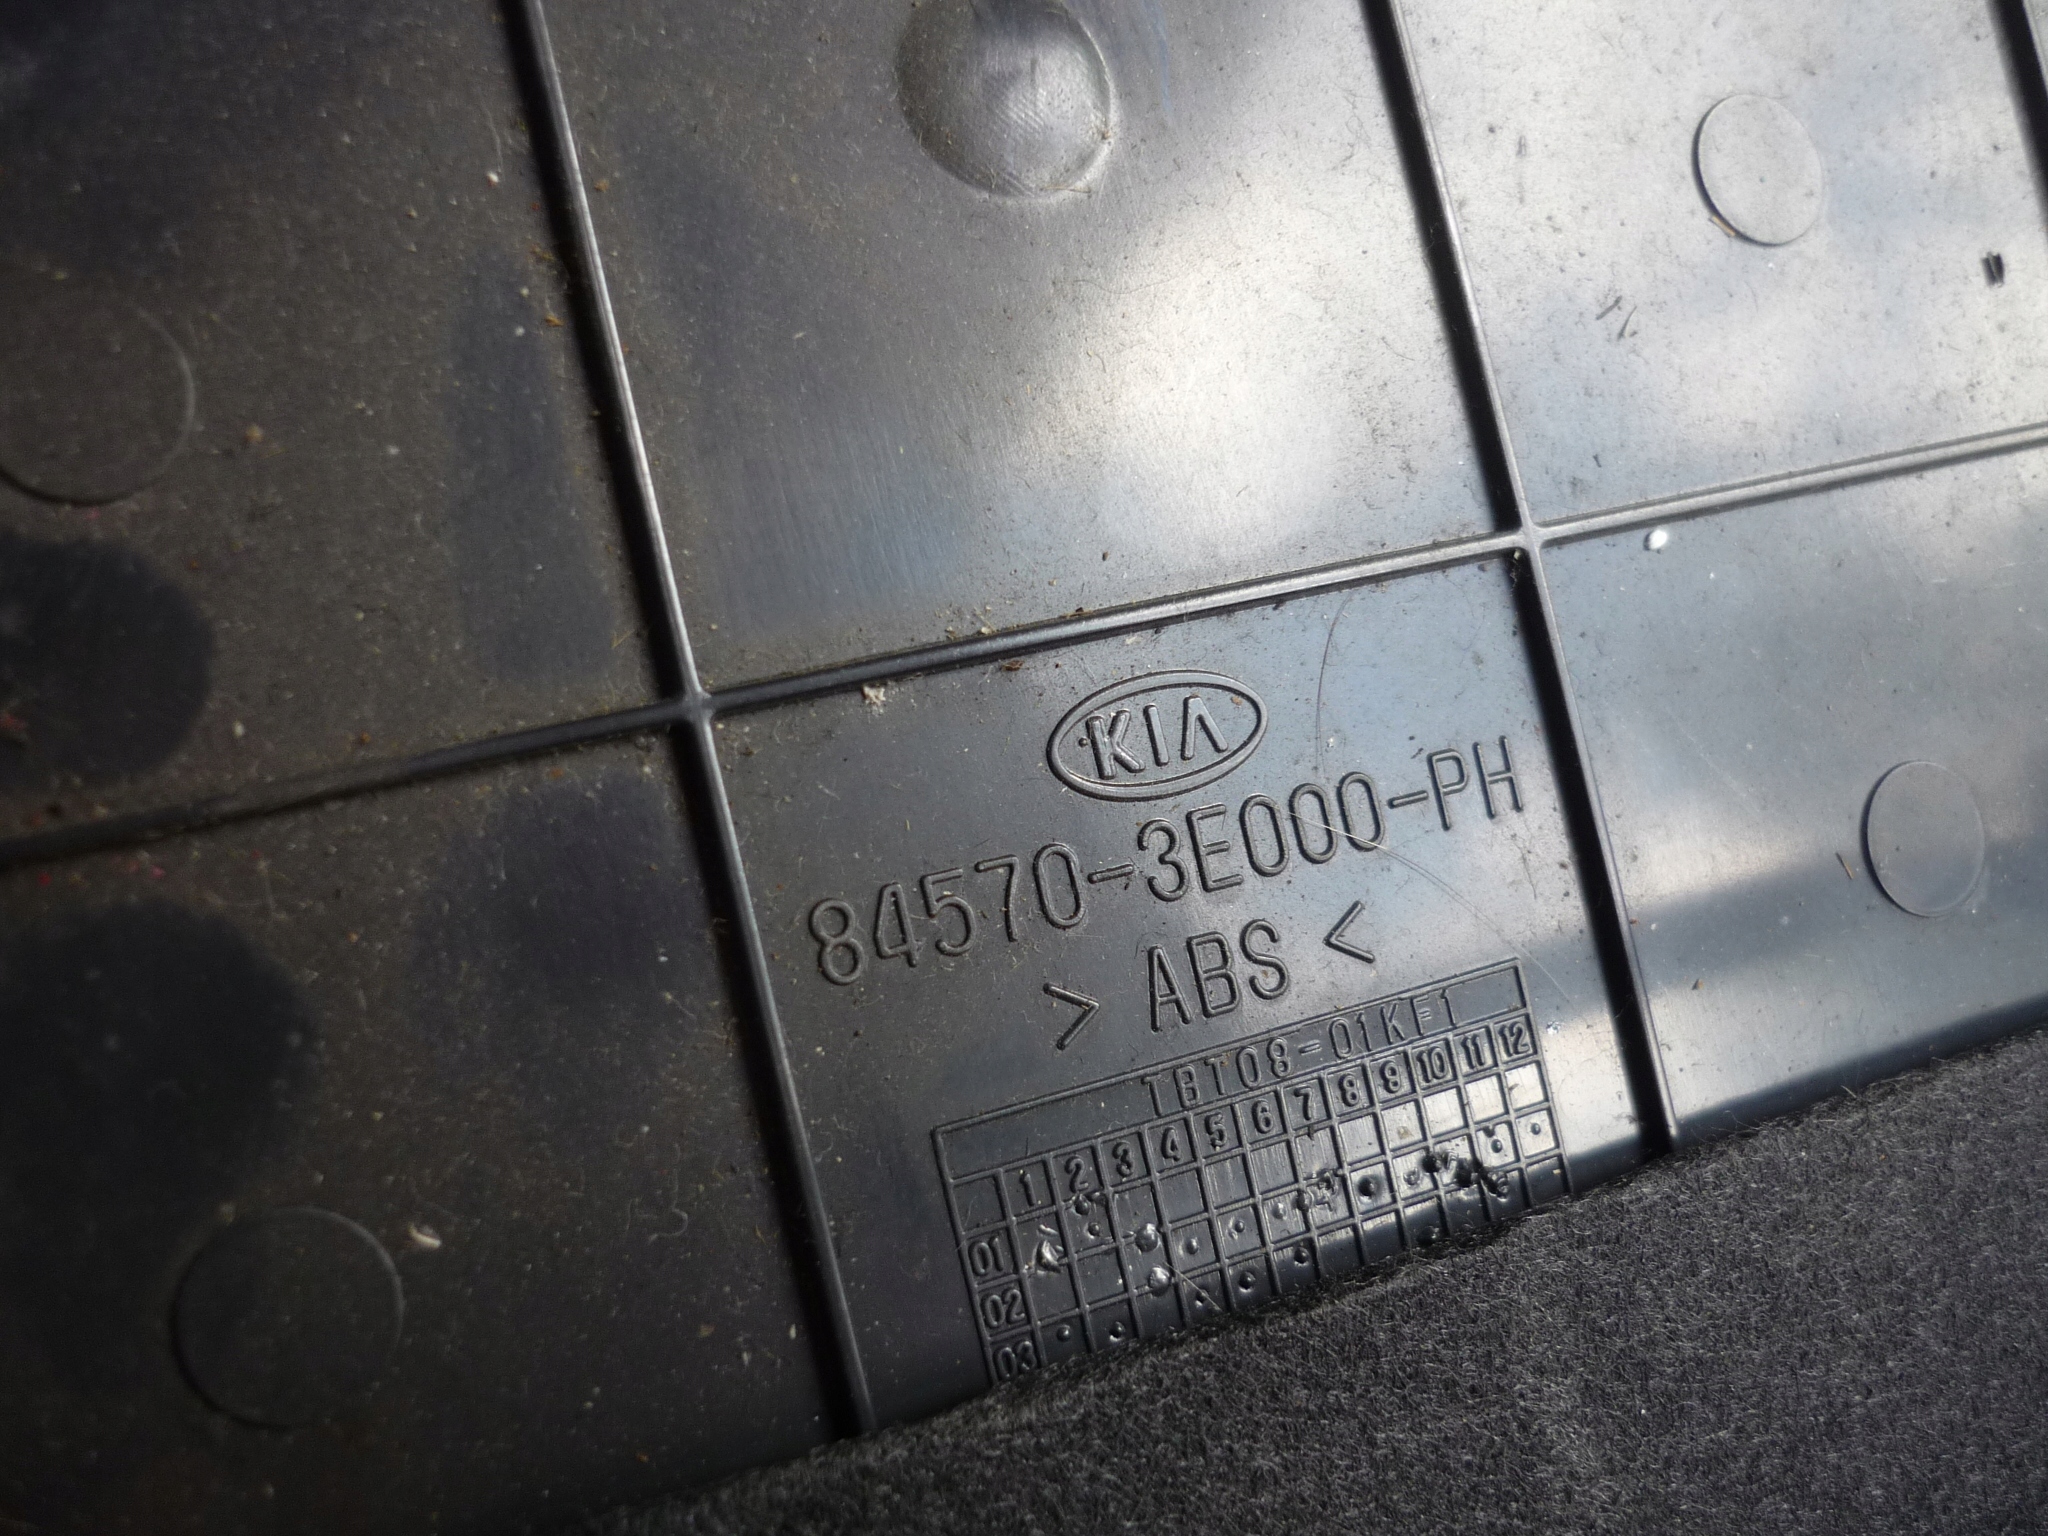 KIA
84570-3E000-PH
> ABS <
TBT08-01KF1
1 2 3 4 5 6 7 8 9 10 11 12
01
02
03